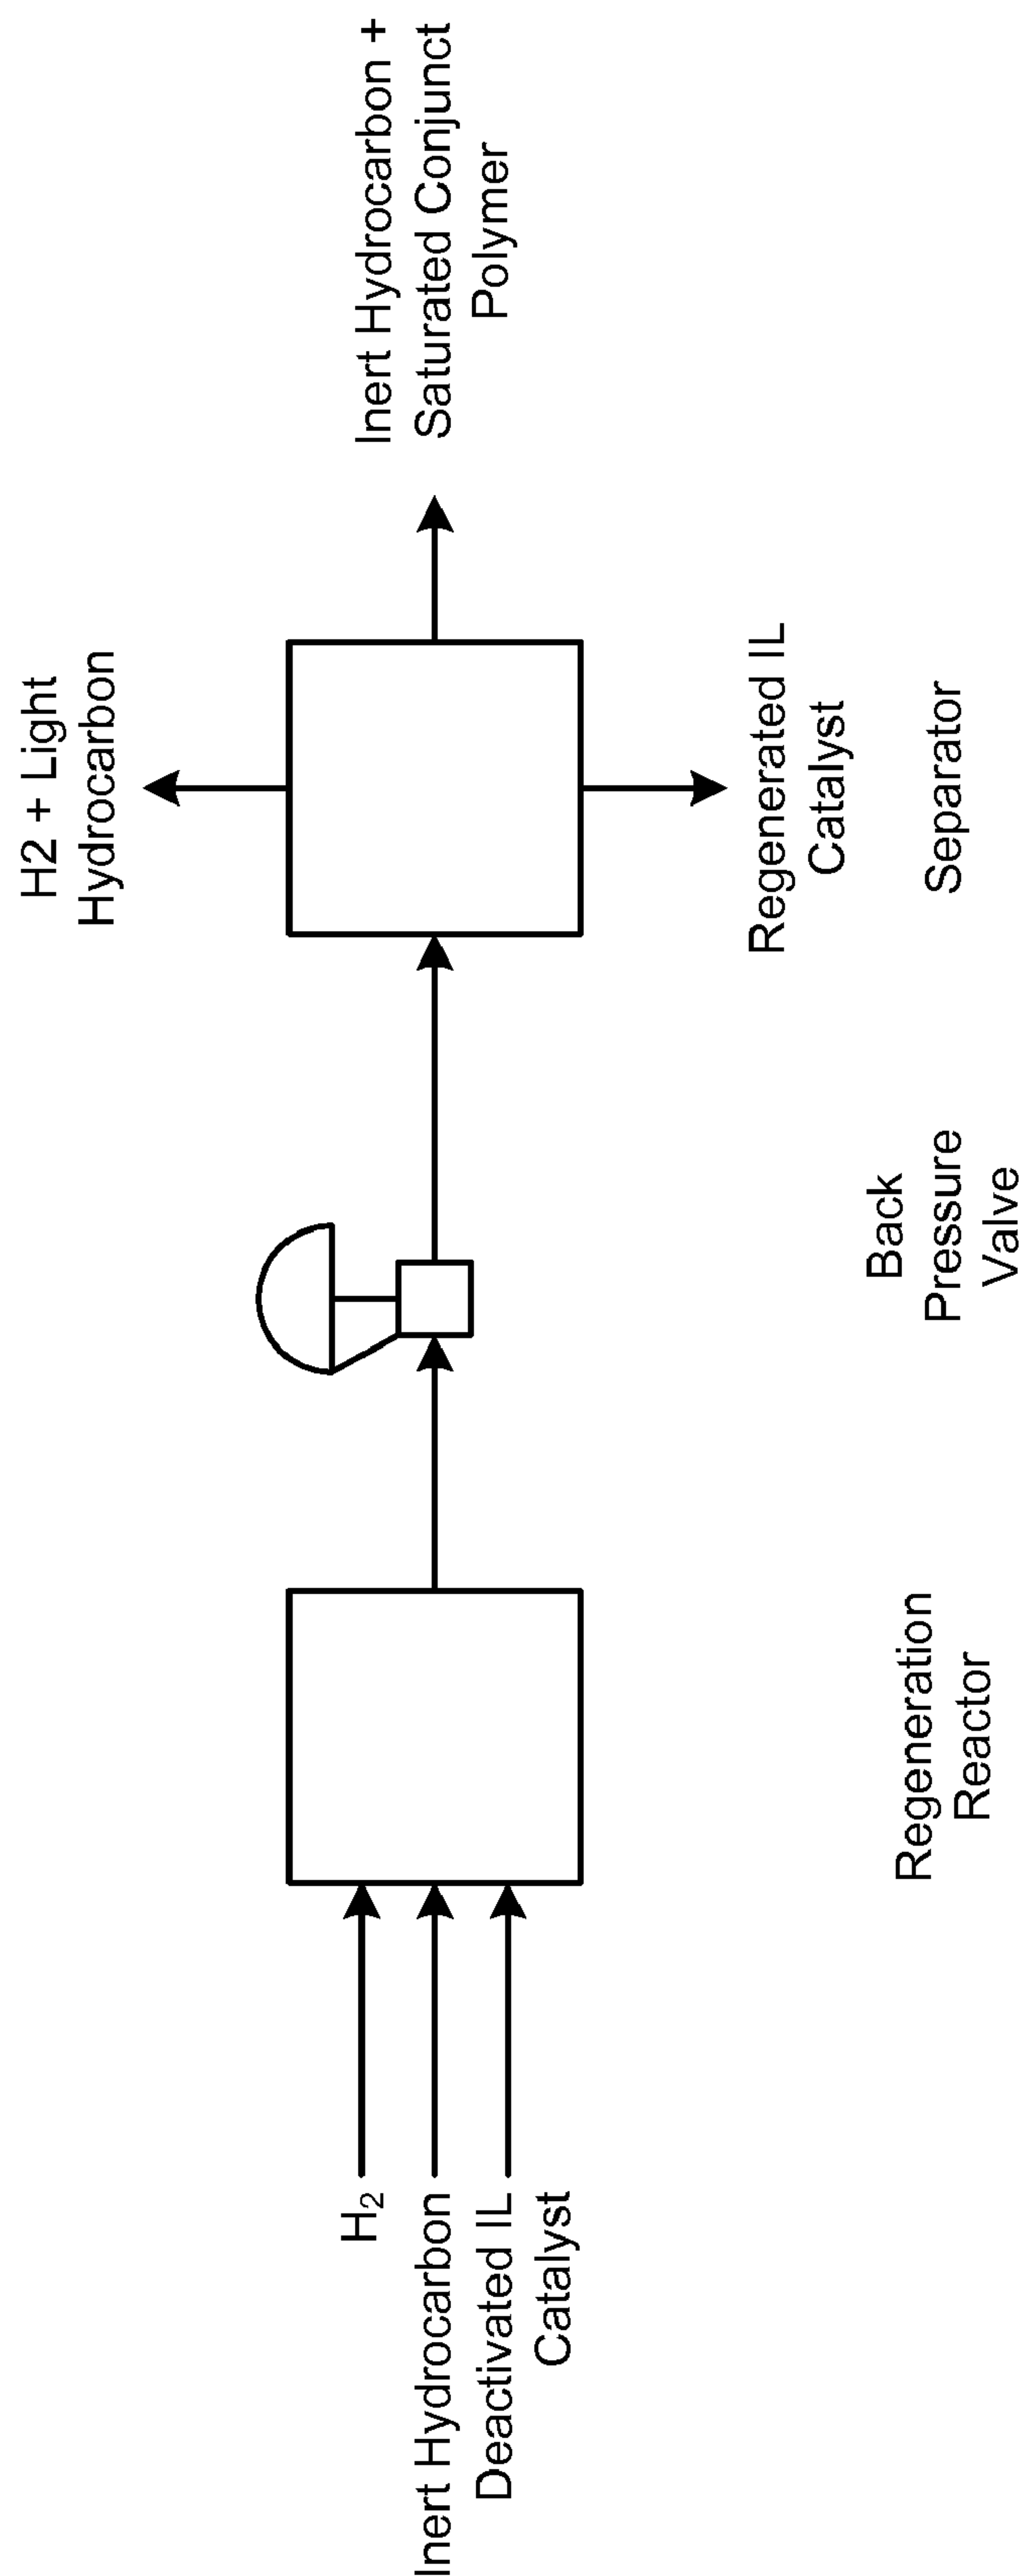 H₂
Inert Hydrocarbon
Deactivated IL
Catalyst
Regeneration
Reactor
Back
Pressure
Valve
H2 + Light
Hydrocarbon
Regenerated IL
Catalyst
Separator
Inert Hydrocarbon +
Saturated Conjunct
Polymer